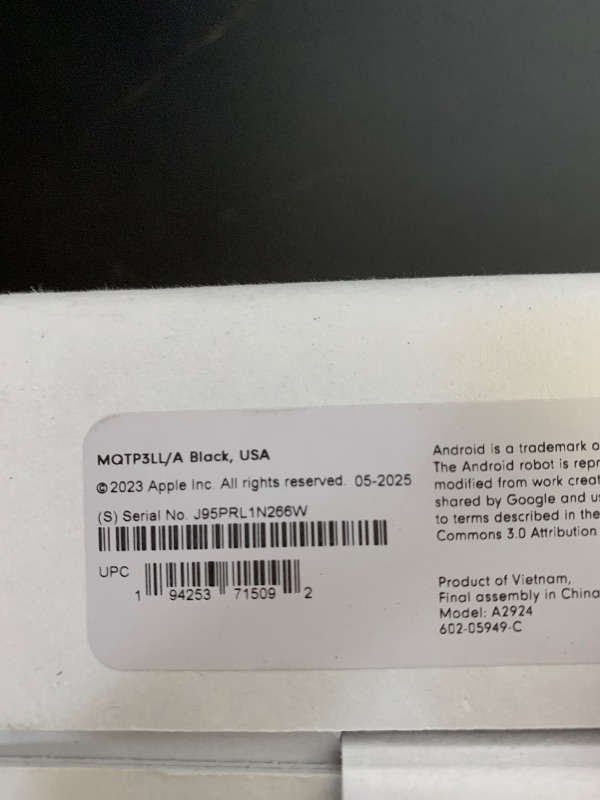 MQTP3LL/A Black, USA
©2023 Apple Inc. All rights reserved. 05-2025
(S) Serial No. J95PRL1N266W
UPC
1 94253 71509 2
Android is a trademark o
The Android robot is repr
modified from work creat
shared by Google and u
to terms described in the
Commons 3.0 Attribution
Product of Vietnam,
Final assembly in China
Model: A2924
602-05949-C